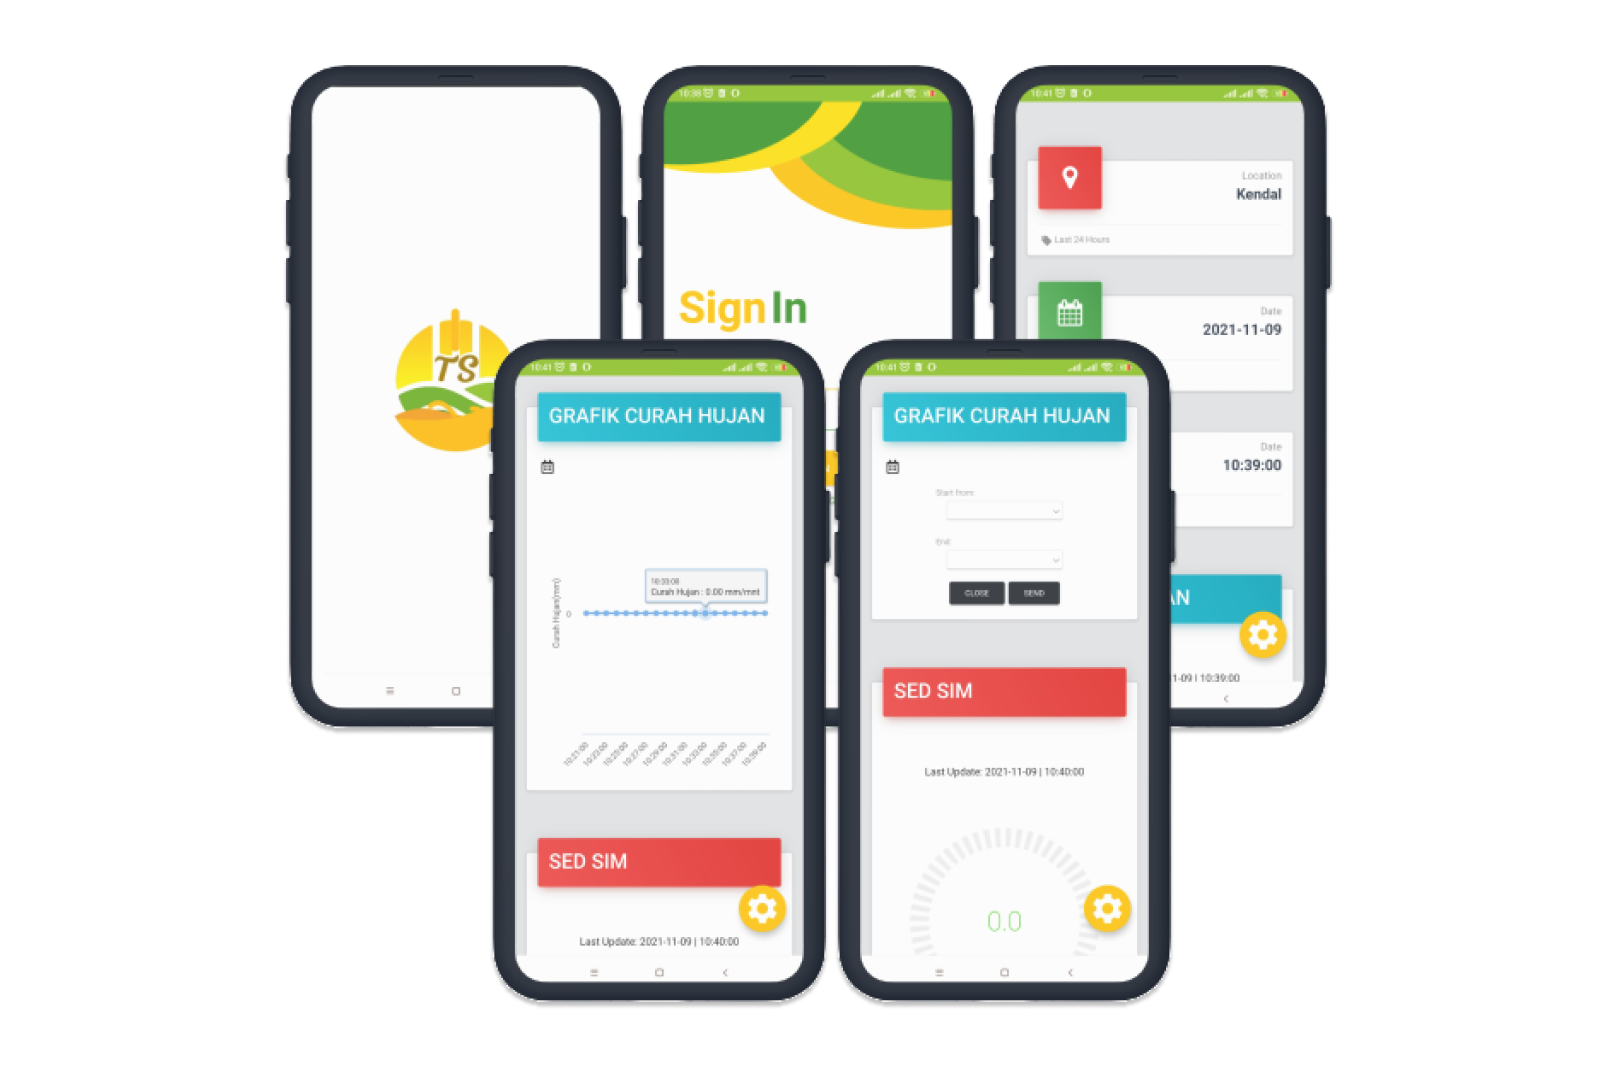 TS
10:38
Sign In
10:41
Location
Kendal
Last 24 Hours
Date
2021-11-09
Date
10:39:00
AN
1-09 | 10:39:00
10:41
GRAFIK CURAH HUJAN
10:33:00
Curah Hujan : 0.00 mm/mnt
Curah Hujan(mm)
0
10:21:00
10:23:00
10:25:00
10:27:00
10:29:00
10:31:00
10:33:00
10:35:00
10:37:00
10:39:00
SED SIM
Last Update: 2021-11-09 | 10:40:00
10:41
GRAFIK CURAH HUJAN
Start from:
End:
CLOSE
SEND
SED SIM
Last Update: 2021-11-09 | 10:40:00
0.0